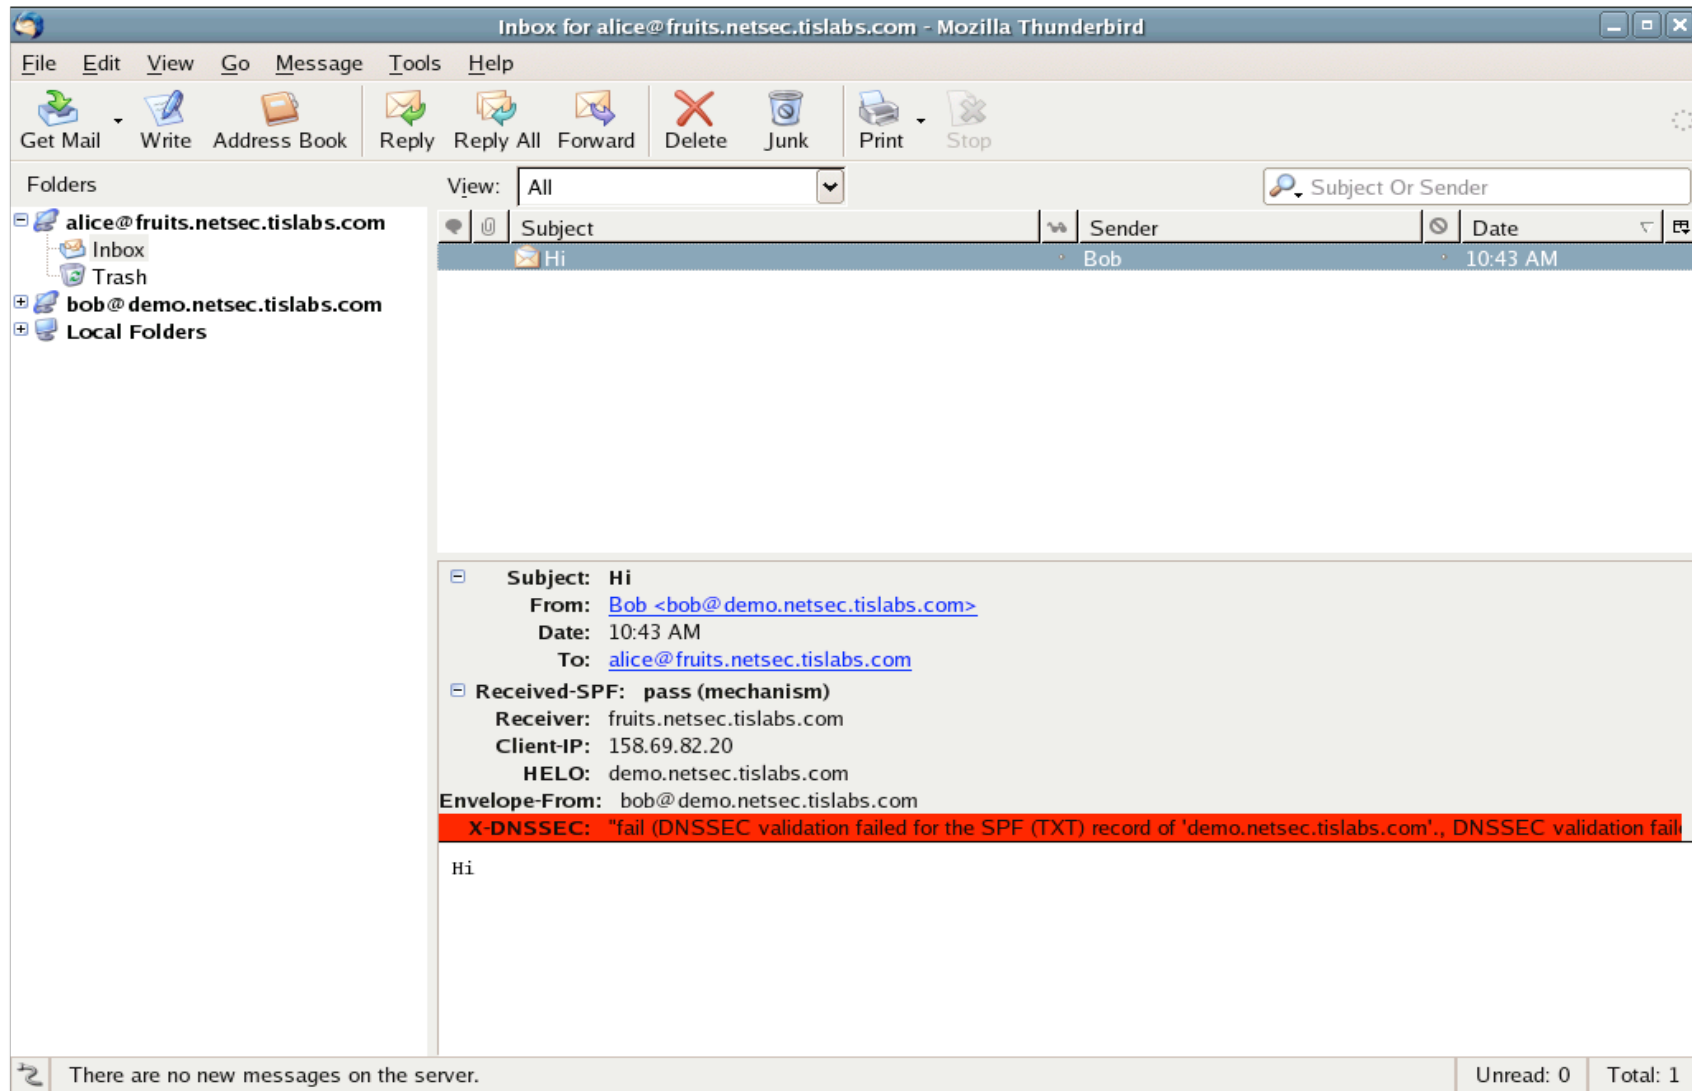 Inbox for alice@fruits.netsec.tislabs.com - Mozilla Thunderbird
File Edit View Go Message Tools Help
Get Mail Write Address Book Reply Reply All Forward Delete Junk Print Stop
Folders View: All Subject Or Sender
alice@fruits.netsec.tislabs.com
Subject Sender Date
Inbox
Hi Bob 10:43 AM
Trash
bob@demo.netsec.tislabs.com
Local Folders
Subject: Hi
From: Bob <bob@demo.netsec.tislabs.com>
Date: 10:43 AM
To: alice@fruits.netsec.tislabs.com
Received-SPF: pass (mechanism)
Receiver: fruits.netsec.tislabs.com
Client-IP: 158.69.82.20
HELO: demo.netsec.tislabs.com
Envelope-From: bob@demo.netsec.tislabs.com
X-DNSSEC: "fail (DNSSEC validation failed for the SPF (TXT) record of 'demo.netsec.tislabs.com'., DNSSEC validation fail
Hi
There are no new messages on the server. Unread: 0 Total: 1